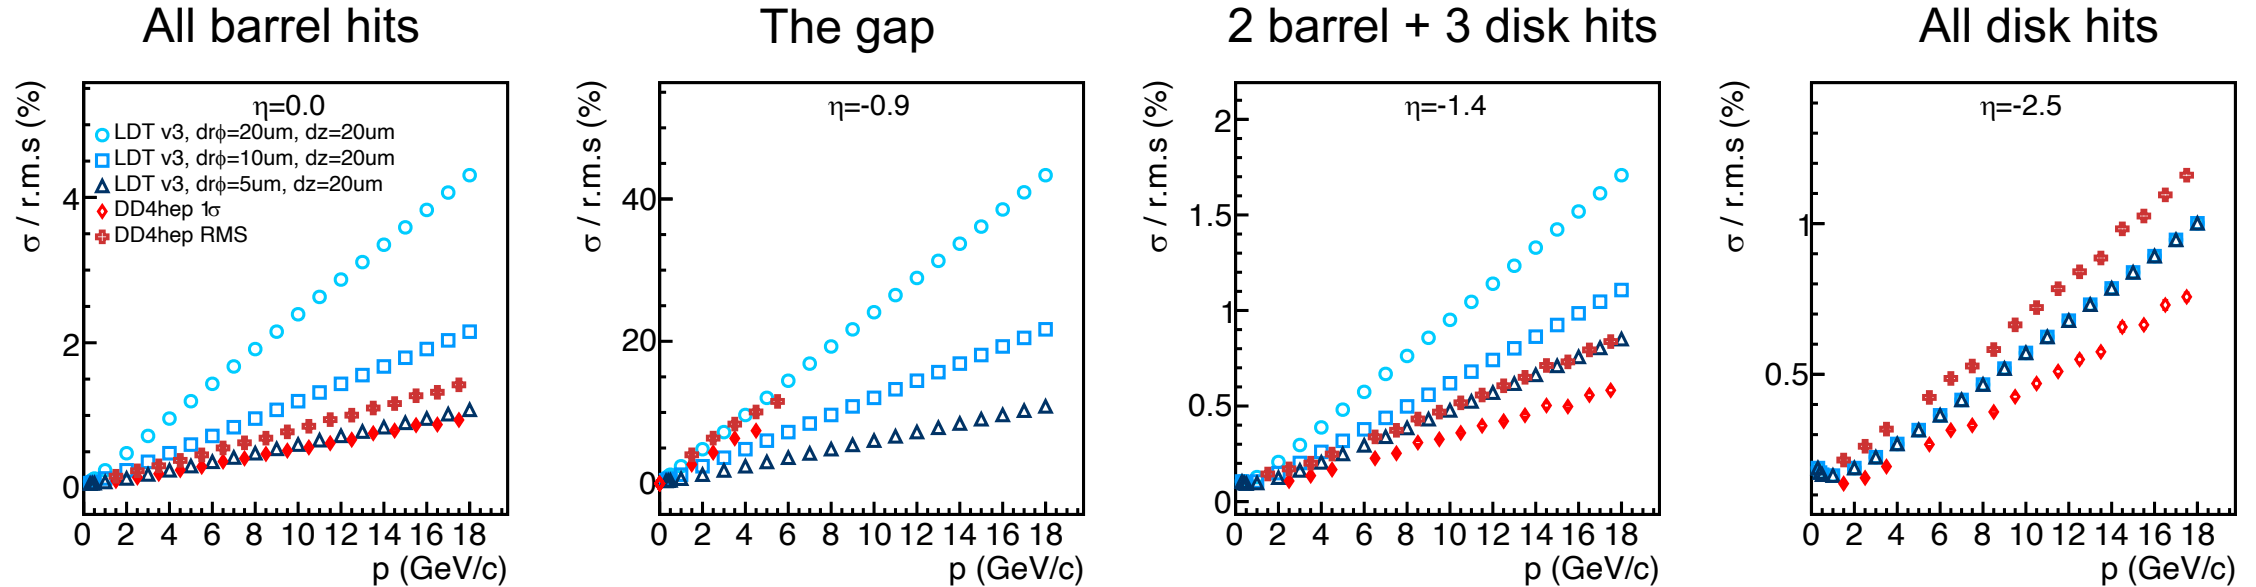 All barrel hits
The gap
2 barrel + 3 disk hits
All disk hits
η=0.0
LDT v3, drϕ=20um, dz=20um
LDT v3, drϕ=10um, dz=20um
LDT v3, drϕ=5um, dz=20um
DD4hep 1σ
DD4hep RMS
σ / r.m.s (%)
4
2
0
0 2 4 6 8 10 12 14 16 18
p (GeV/c)
η=-0.9
σ / r.m.s (%)
40
20
0
0 2 4 6 8 10 12 14 16 18
p (GeV/c)
η=-1.4
σ / r.m.s (%)
2
1.5
1
0.5
0
0 2 4 6 8 10 12 14 16 18
p (GeV/c)
η=-2.5
σ / r.m.s (%)
1
0.5
0 2 4 6 8 10 12 14 16 18
p (GeV/c)